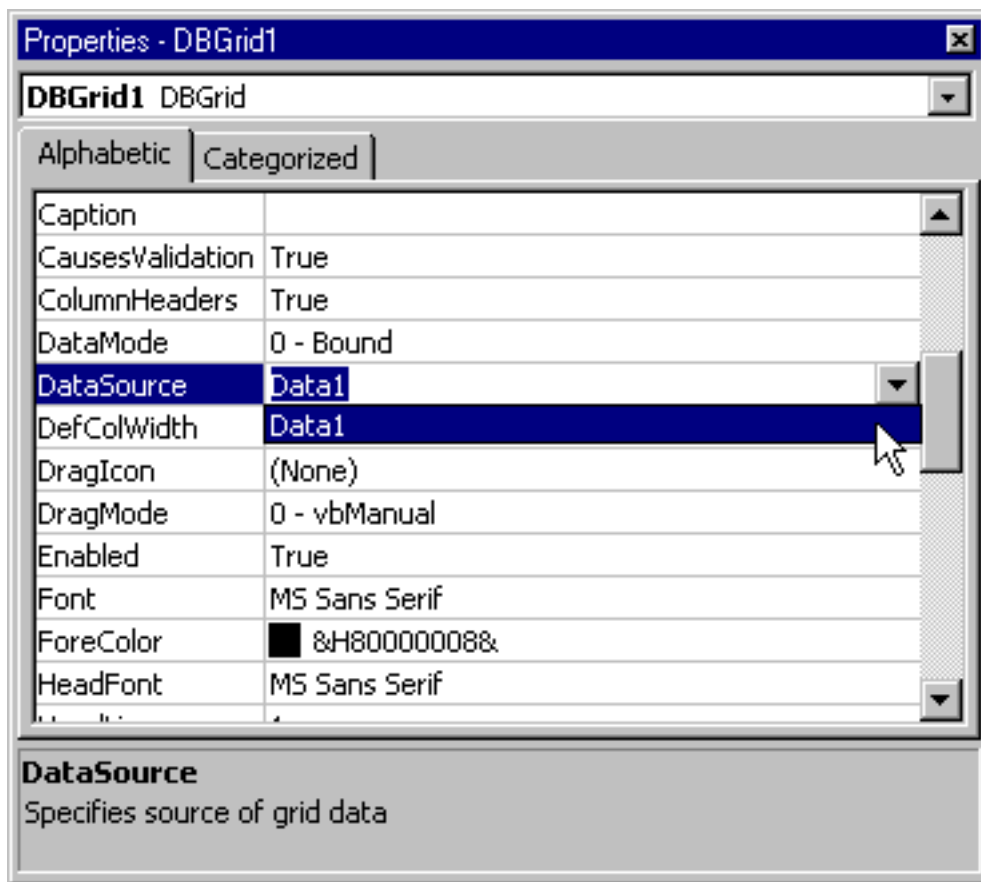 Properties - DBGrid1
DBGrid1 DBGrid
Alphabetic Categorized
Caption
CausesValidation True
ColumnHeaders True
DataMode 0 - Bound
DataSource Data1
DefColWidth Data1
DragIcon (None)
DragMode 0 - vbManual
Enabled True
Font MS Sans Serif
ForeColor &H80000008&
HeadFont MS Sans Serif
DataSource
Specifies source of grid data